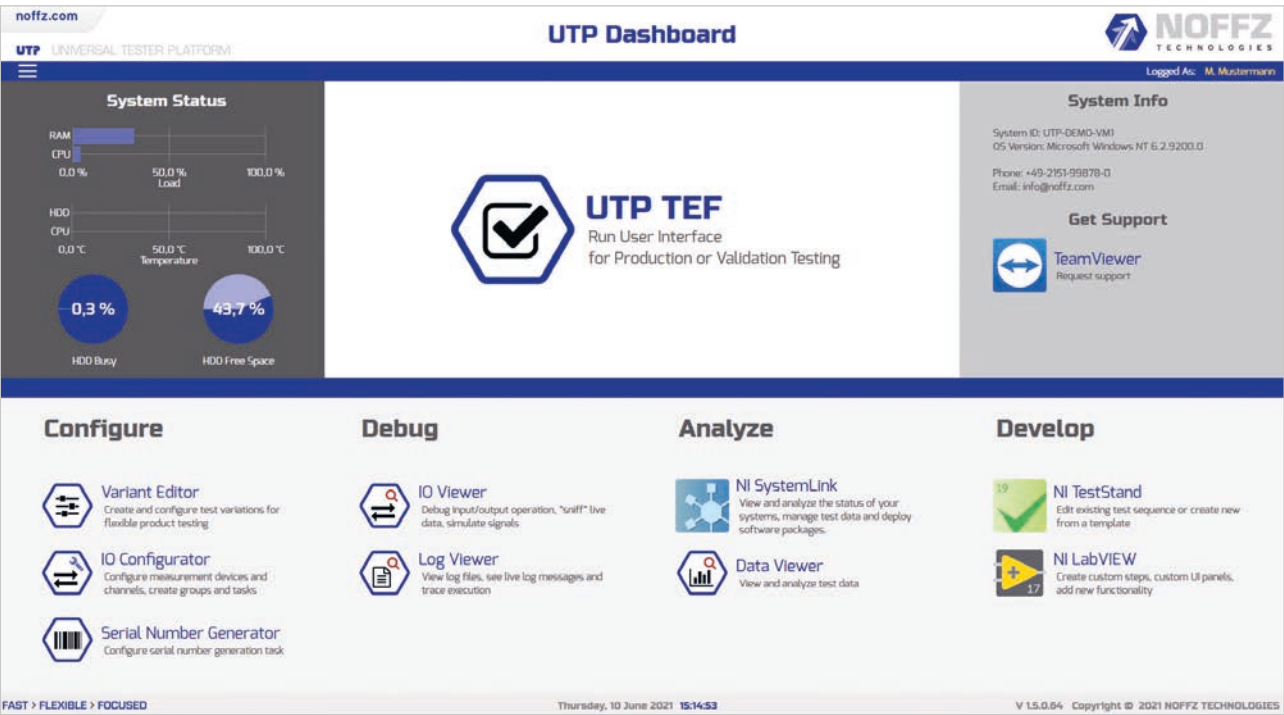 noffz.com
UTP UNIVERSAL TESTER PLATFORM
UTP Dashboard
NOFFZ
TECHNOLOGIES
Logged As: M. Mustermann
System Status
RAM
CPU
0,0 % 50,0 % 100,0 %
Load
HDD
CPU
0,0 °C 50,0 °C 100,0 °C
Temperature
0,3 %
43,7 %
HDD Busy
HDD Free Space
UTP TEF
Run User Interface
for Production or Validation Testing
System Info
System ID: UTP-DEMO-VM1
OS Version: Microsoft Windows NT 6.2.9200.0
Phone: +49-2151-99878-0
Email: info@noffz.com
Get Support
TeamViewer
Request support
Configure
Variant Editor
Create and configure test variations for
flexible product testing
IO Configurator
Configure measurement devices and
channels, create groups and tasks
Serial Number Generator
Configure serial number generation task
Debug
IO Viewer
Debug input/output operation, "sniff" live
data, simulate signals
Log Viewer
View log files, see live log messages and
trace execution
Analyze
NI SystemLink
View and analyze the status of your
systems, manage test data and deploy
software packages.
Data Viewer
View and analyze test data
Develop
19
NI TestStand
Edit existing test sequence or create new
from a template
17
NI LabVIEW
Create custom steps, custom UI panels,
add new functionality
FAST > FLEXIBLE > FOCUSED
Thursday, 10 June 2021 15:14:53
V 1.5.0.64 Copyright © 2021 NOFFZ TECHNOLOGIES